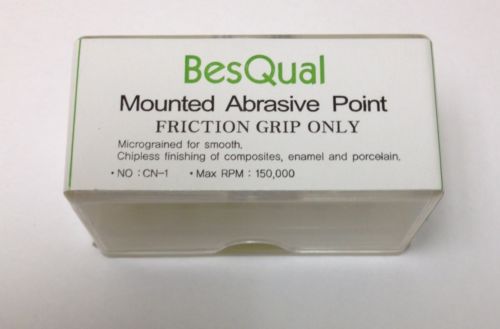 BesQual
Mounted Abrasive Point
FRICTION GRIP ONLY
Micrograined for smooth.
Chipless finishing of composites, enamel and porcelain.
• NO : CN-1 • Max RPM : 150,000